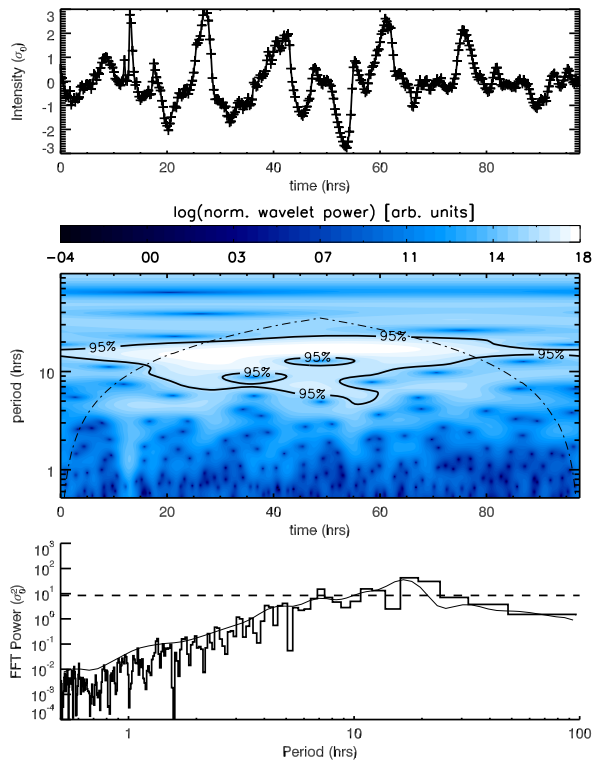 3
2
1
0
-1
-2
-3
Intensity (σ₀)
0 20 40 60 80
time (hrs)
log(norm. wavelet power) [arb. units]
-04 00 03 07 11 14 18
95% 95% 95% 95% 95% 95%
10
1
period (hrs)
0 20 40 60 80
time (hrs)
10³
10²
10¹
10⁰
10⁻¹
10⁻²
10⁻³
10⁻⁴
FFT Power (σ₀²)
1 10 100
Period (hrs)